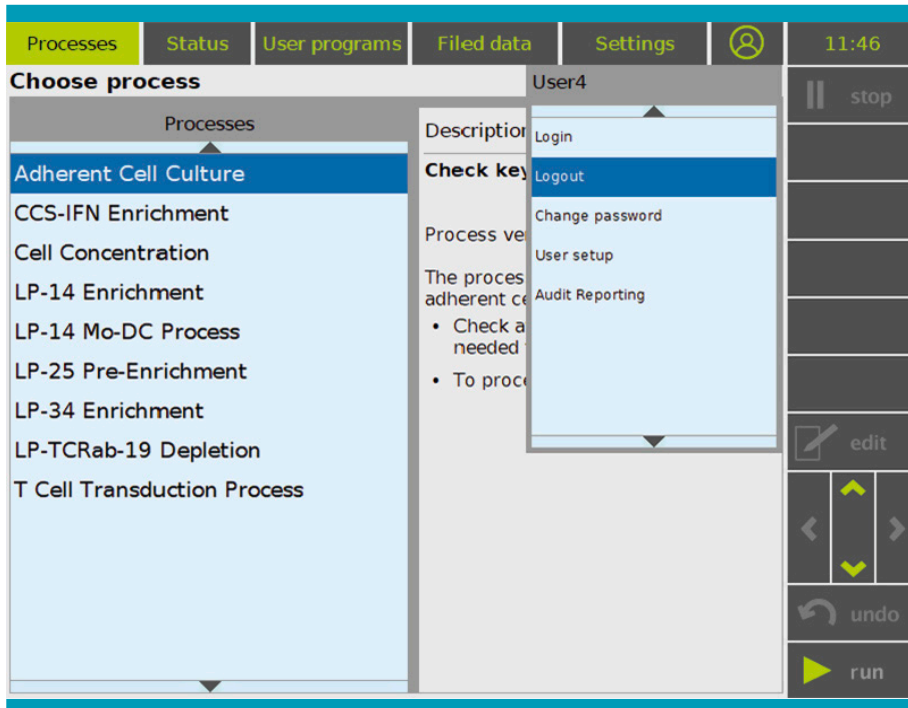 Processes
Status
User programs
Filed data
Settings
11:46
Choose process
User4
stop
Processes
Adherent Cell Culture
CCS-IFN Enrichment
Cell Concentration
LP-14 Enrichment
LP-14 Mo-DC Process
LP-25 Pre-Enrichment
LP-34 Enrichment
LP-TCRab-19 Depletion
T Cell Transduction Process
Description
Check key
Process ve
The proces
adherent ce
• Check a
needed
• To proce
Login
Logout
Change password
User setup
Audit Reporting
edit
undo
run